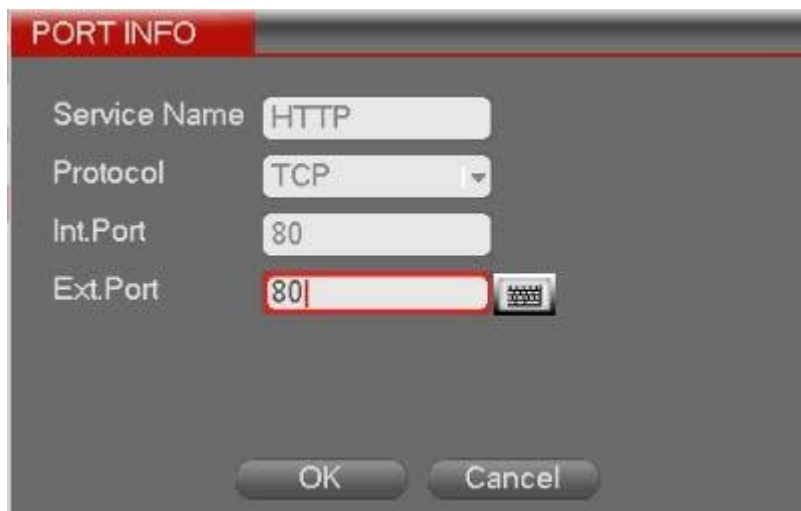 PORT INFO
Service Name HTTP
Protocol TCP
Int.Port 80
Ext.Port 80
OK Cancel